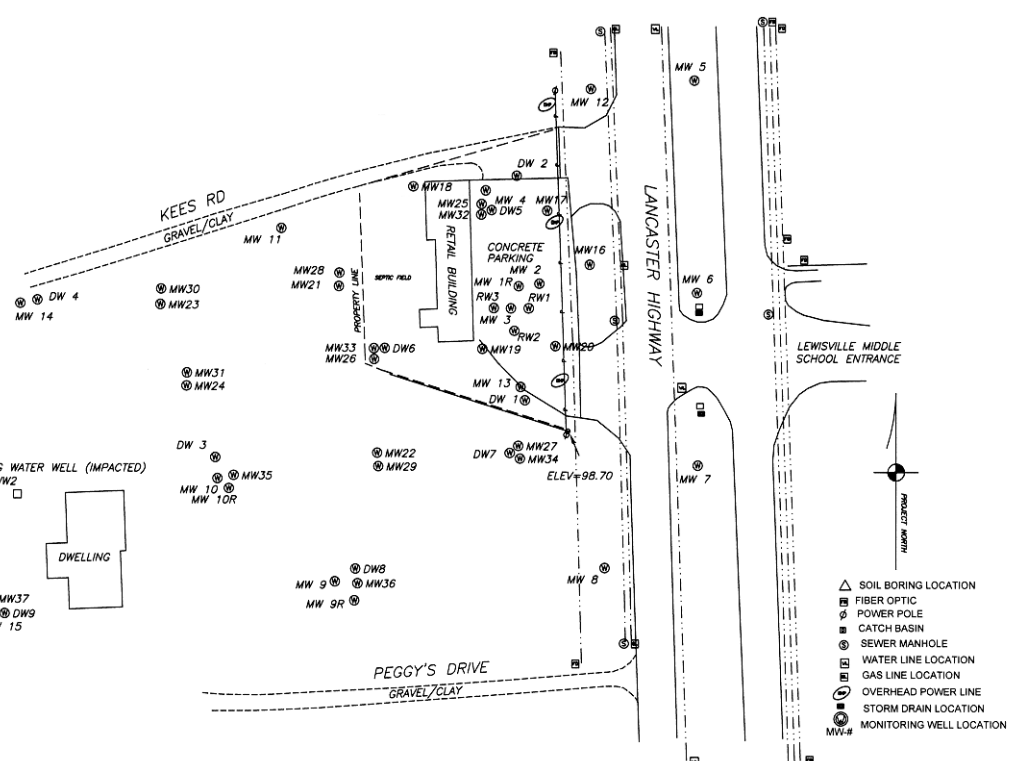 MW 5
MW 12
DW 2
MW18
MW 4
MW17
MW25
DW5
MW32
KEES RD
GRAVEL/CLAY
MW 11
LANCASTER HIGHWAY
RETAIL BUILDING
CONCRETE
PARKING
MW16
MW28
MW21
SEPTIC FIELD
PROPERTY LINE
MW 2
MW 1R
RW3
RW1
MW 3
RW2
MW 6
MW30
MW23
DW 4
MW 14
MW33
DW6
MW26
MW19
MW20
LEWISVILLE MIDDLE
SCHOOL ENTRANCE
MW31
MW24
MW 13
DW 1
DW 3
MW22
MW29
MW27
DW7
MW34
ELEV=98.70
MW 7
WATER WELL (IMPACTED)
MW35
MW 10
MW 10R
PROJECT NORTH
DWELLING
DW8
MW 9
MW36
MW 9R
MW 8
MW37
DW9
15
PEGGY'S DRIVE
GRAVEL/CLAY
SOIL BORING LOCATION
FIBER OPTIC
POWER POLE
CATCH BASIN
SEWER MANHOLE
WATER LINE LOCATION
GAS LINE LOCATION
OVERHEAD POWER LINE
STORM DRAIN LOCATION
MONITORING WELL LOCATION
MW-#